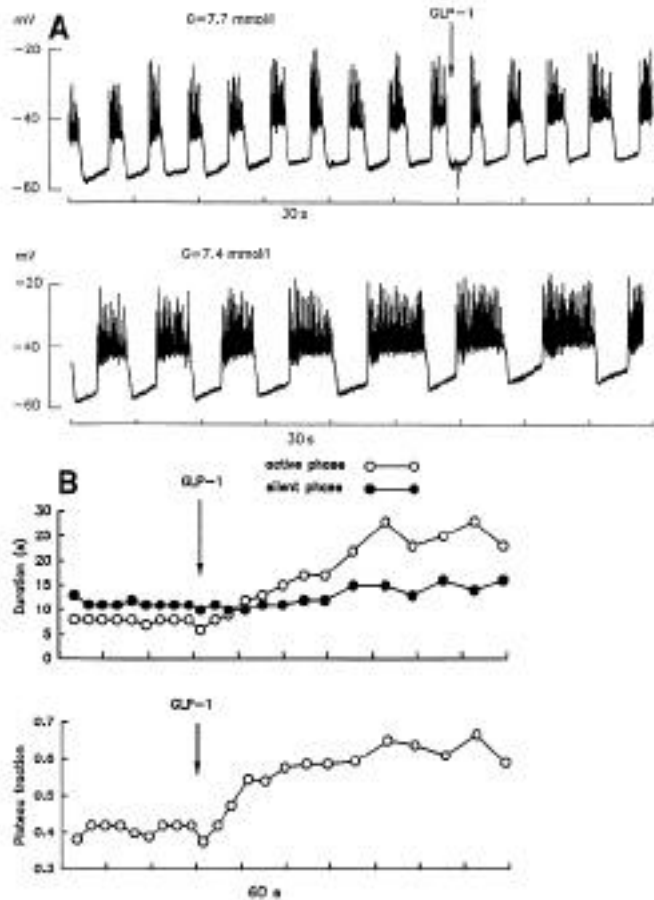 A
mV
G=7.7 mmol/l
GLP-1
-20
-40
-60
30s
mV
G=7.4 mmol/l
-20
-40
-60
30s
B
GLP-1
active phase
silent phase
Duration (s)
30
25
20
15
10
5
0
GLP-1
Plateau fraction
0.7
0.6
0.5
0.4
0.3
60 s